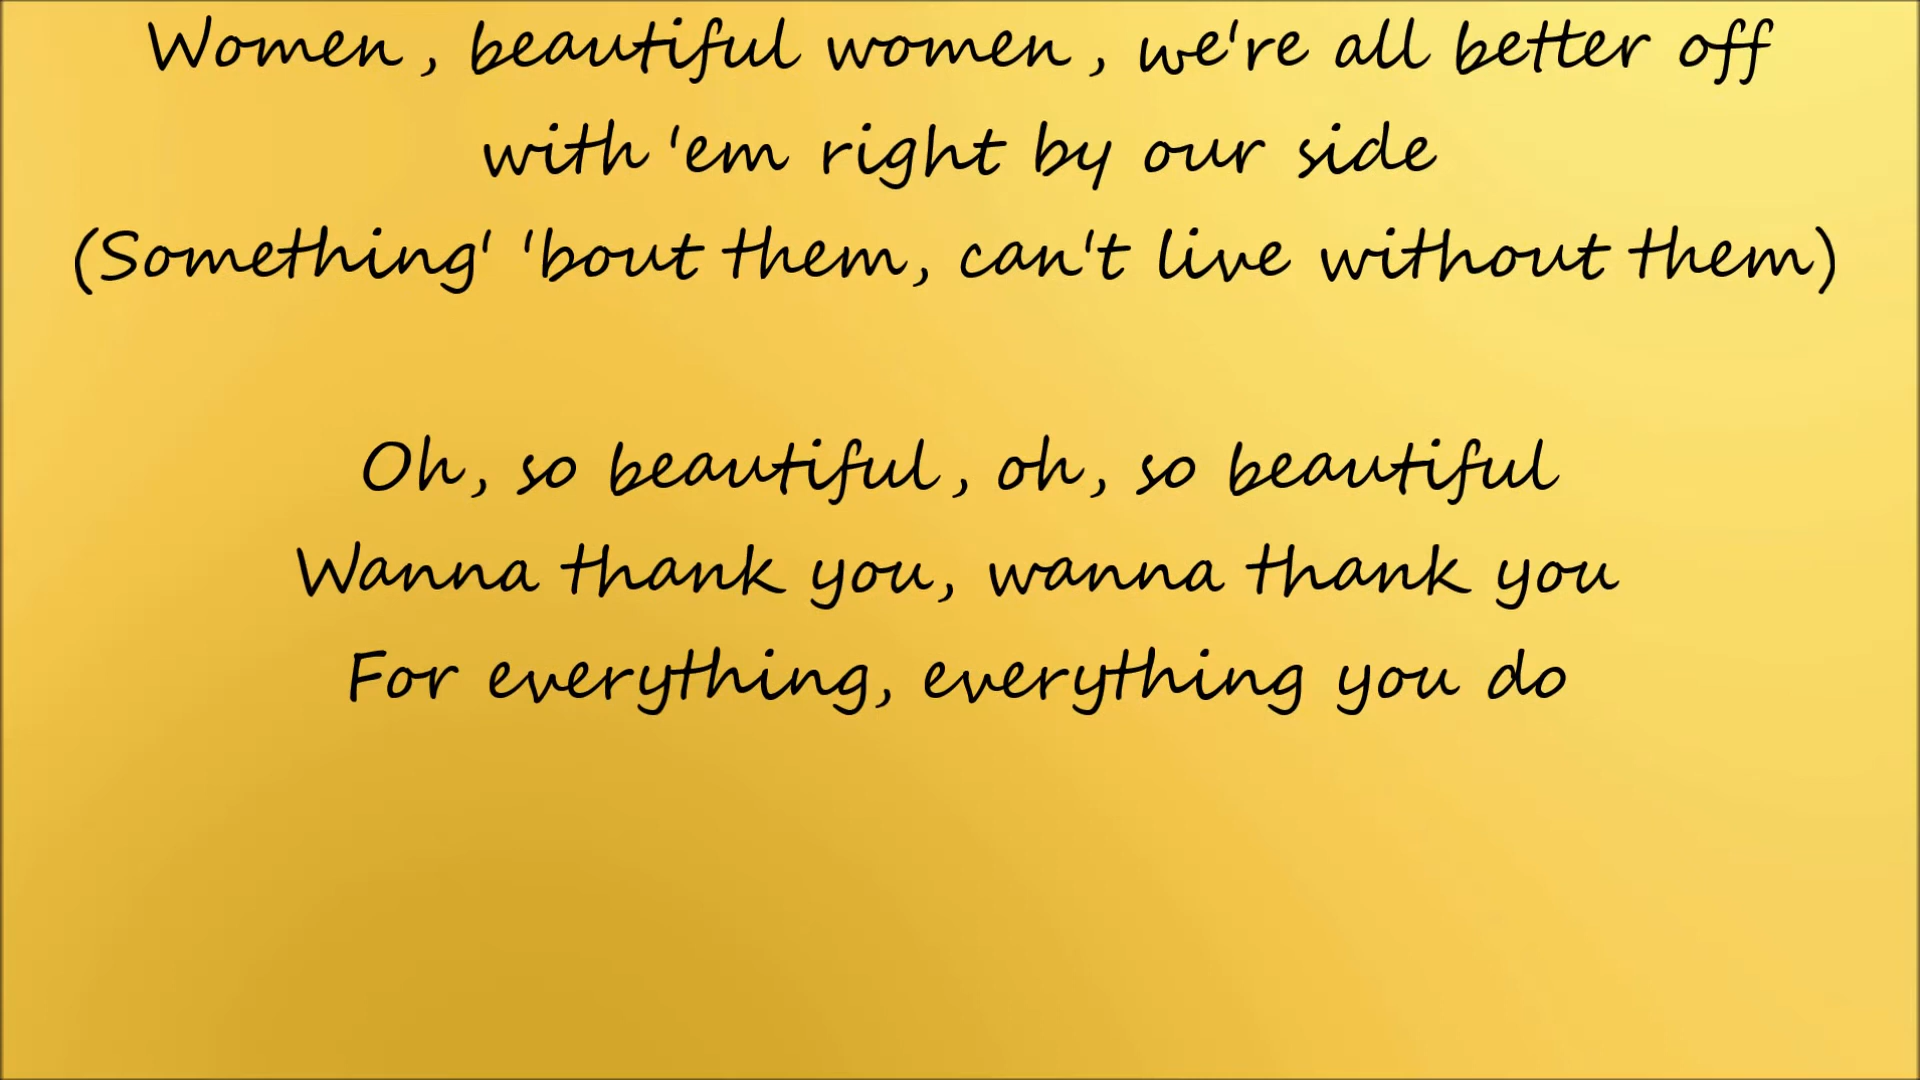 Women, beautiful women, we're all better off
with 'em right by our side
(Something' 'bout them, can't live without them)
Oh, so beautiful, oh, so beautiful
Wanna thank you, wanna thank you
For everything, everything you do